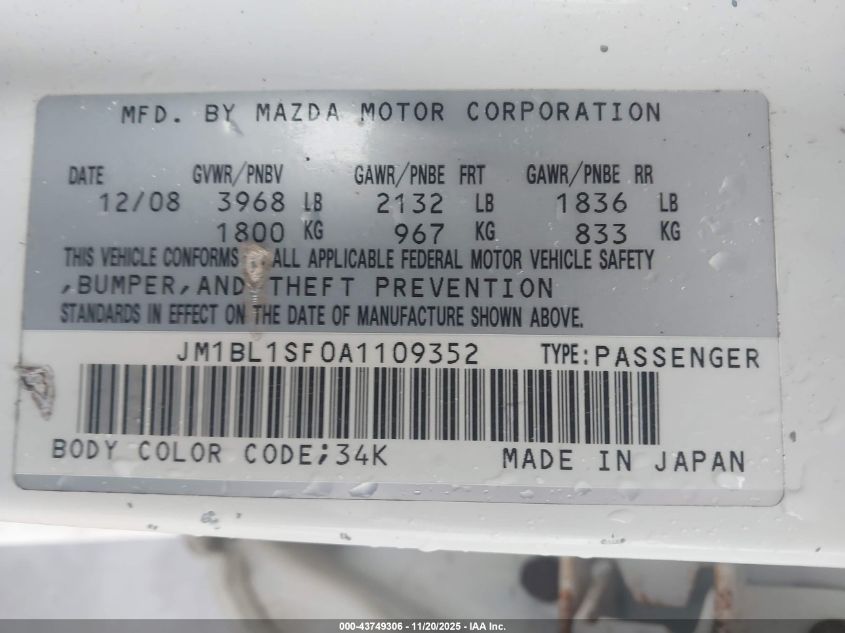 MFD. BY MAZDA MOTOR CORPORATION
DATE GVWR/PNBV GAWR/PNBE FRT GAWR/PNBE RR
12/08 3968 LB 2132 LB 1836 LB
1800 KG 967 KG 833 KG
THIS VEHICLE CONFORMS ALL APPLICABLE FEDERAL MOTOR VEHICLE SAFETY
,BUMPER,AND THEFT PREVENTION
STANDARDS IN EFFECT ON THE DATE OF MANUFACTURE SHOWN ABOVE.
JM1BL1SF0A1109352 TYPE:PASSENGER
BODY COLOR CODE;34K MADE IN JAPAN
000-43749306 - 11/20/2025 - IAA Inc.